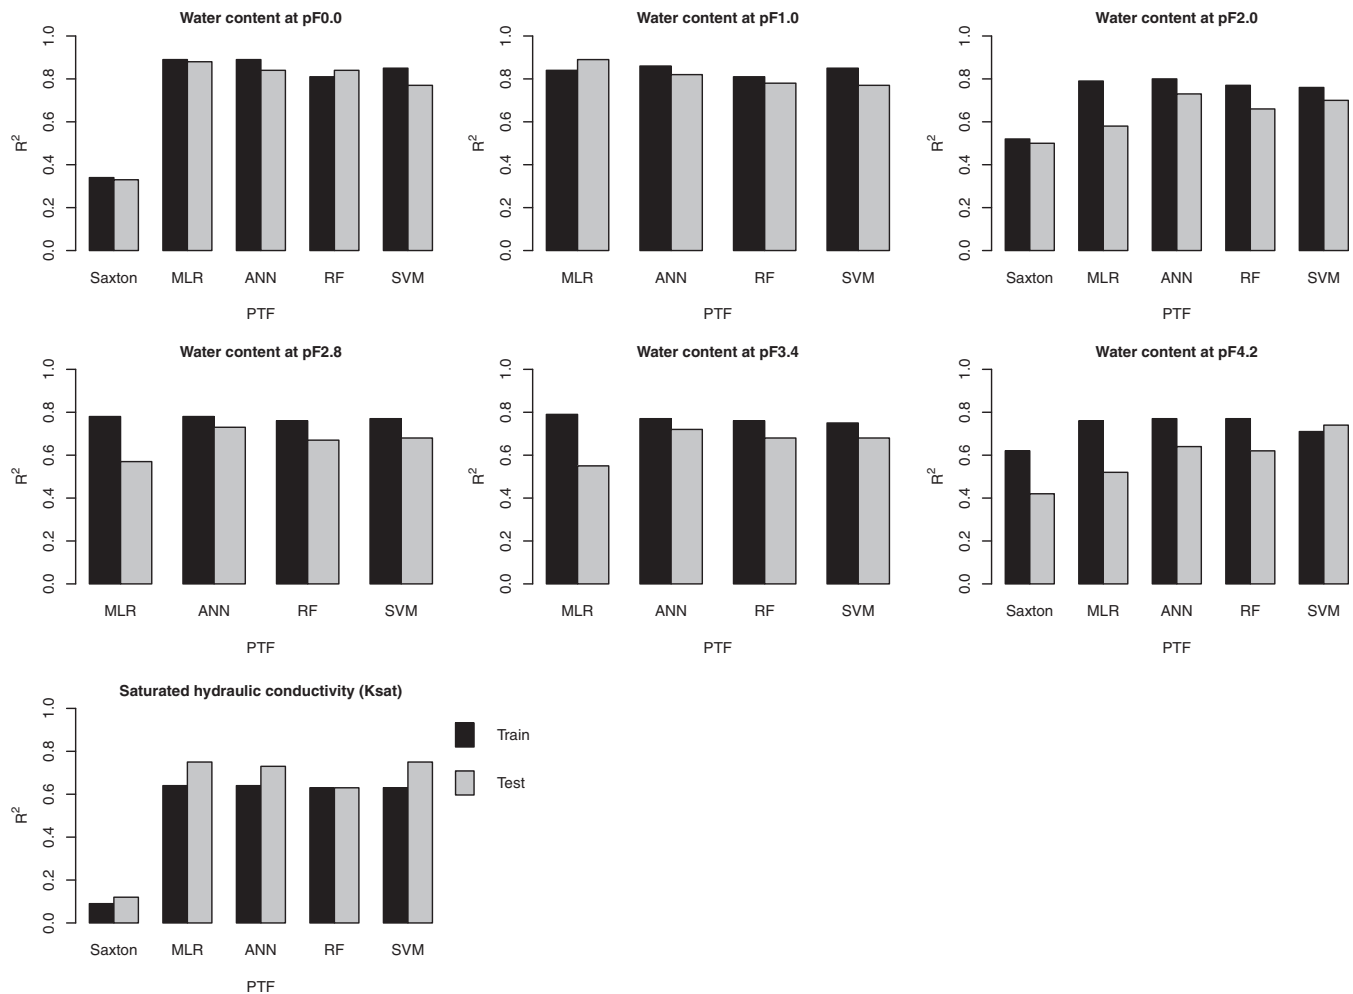 Water content at pF0.0
R2
0.0 0.2 0.4 0.6 0.8 1.0
Saxton MLR ANN RF SVM
PTF
Water content at pF1.0
R2
0.0 0.2 0.4 0.6 0.8 1.0
MLR ANN RF SVM
PTF
Water content at pF2.0
R2
0.0 0.2 0.4 0.6 0.8 1.0
Saxton MLR ANN RF SVM
PTF
Water content at pF2.8
R2
0.0 0.2 0.4 0.6 0.8 1.0
MLR ANN RF SVM
PTF
Water content at pF3.4
R2
0.0 0.2 0.4 0.6 0.8 1.0
MLR ANN RF SVM
PTF
Water content at pF4.2
R2
0.0 0.2 0.4 0.6 0.8 1.0
Saxton MLR ANN RF SVM
PTF
Saturated hydraulic conductivity (Ksat)
R2
0.0 0.2 0.4 0.6 0.8 1.0
Saxton MLR ANN RF SVM
PTF
Train
Test